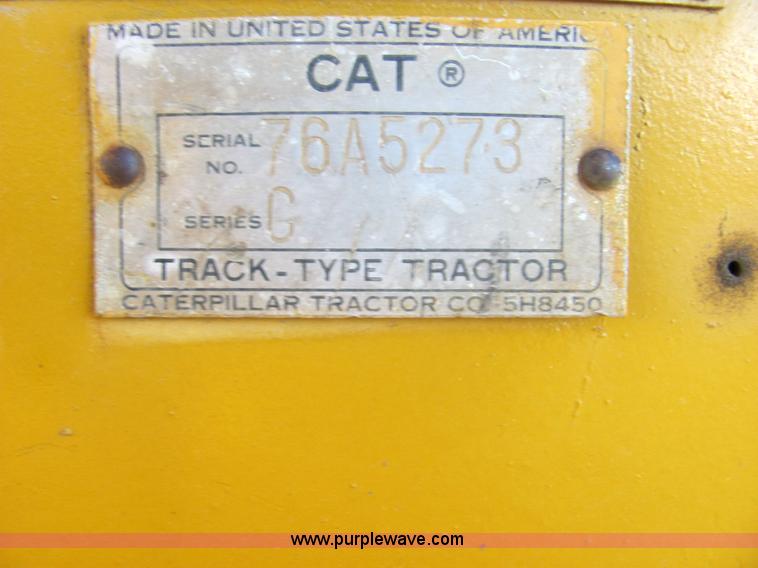 MADE IN UNITED STATES OF AMERIC
CAT ®
SERIAL NO. 76A5273
SERIES C
TRACK-TYPE TRACTOR
CATERPILLAR TRACTOR CO. 5H8450
www.purplewave.com